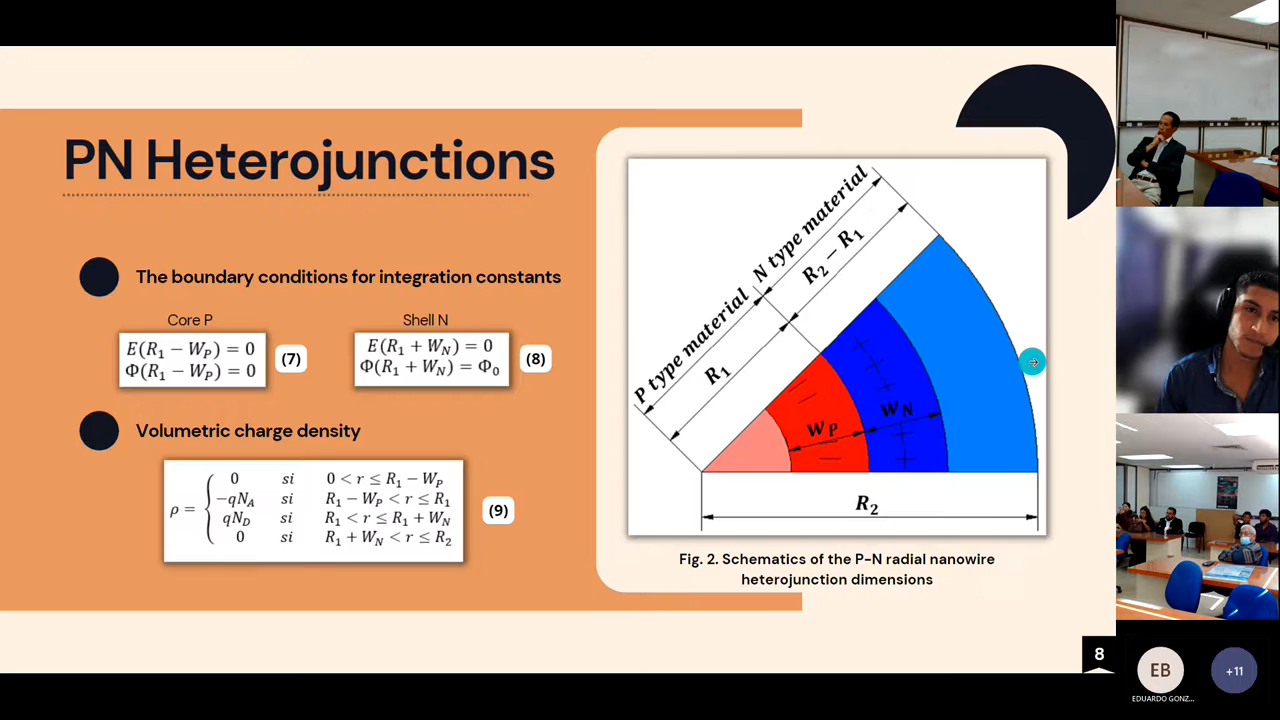 PN Heterojunctions
The boundary conditions for integration constants
Core P
E(R₁ − W_P) = 0
Φ(R₁ − W_P) = 0
(7)
Shell N
E(R₁ + W_N) = 0
Φ(R₁ + W_N) = Φ₀
(8)
Volumetric charge density
ρ = {
0 si 0 < r ≤ R₁ − W_P
−qN_A si R₁ − W_P < r ≤ R₁
qN_D si R₁ < r ≤ R₁ + W_N
0 si R₁ + W_N < r ≤ R₂
(9)
P type material
N type material
R₁
R₂ − R₁
W_P
W_N
R₂
Fig. 2. Schematics of the P-N radial nanowire
heterojunction dimensions
8
EB
+11
EDUARDO GONZ...